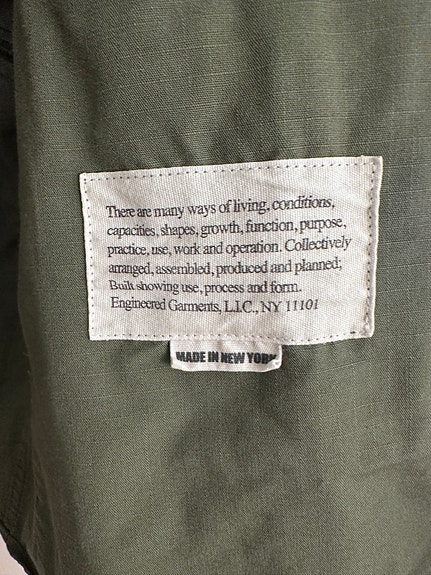 There are many ways of living, conditions,
capacities, shapes, growth, function, purpose,
practice, use, work and operation. Collectively
arranged, assembled, produced and planned;
Built showing use, process and form.
Engineered Garments, L.I.C., NY 11101
MADE IN NEW YORK